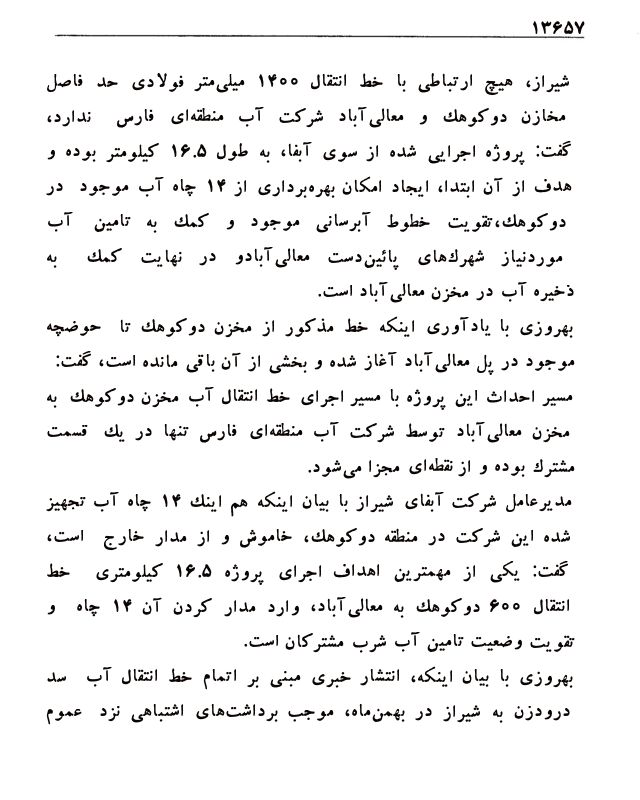 ۱۳۶۵۷
شیراز، هیچ ارتباطی با خط انتقال ۱۴۰۰ میلی‌متر فولادی حد فاصل
مخازن دوکوهك و معالی‌آباد شرکت آب منطقه‌ای فارس ندارد،
گفت: پروژه اجرایی شده از سوی آبفا، به طول ۱۶.۵ کیلومتر بوده و
هدف از آن ابتدا، ایجاد امکان بهره‌برداری از ۱۴ چاه آب موجود در
دوکوهك،تقویت خطوط آبرسانی موجود و کمك به تامین آب
موردنیاز شهرك‌های پائین‌دست معالی‌آبادو در نهایت کمك به
ذخیره آب در مخزن معالی‌آباد است.
بهروزی با یادآوری اینکه خط مذکور از مخزن دوکوهك تا حوضچه
موجود در پل معالی‌آباد آغاز شده و بخشی از آن باقی مانده است، گفت:
مسیر احداث این پروژه با مسیر اجرای خط انتقال آب مخزن دوکوهك به
مخزن معالی‌آباد توسط شرکت آب منطقه‌ای فارس تنها در یك قسمت
مشترك بوده و از نقطه‌ای مجزا می‌شود.
مدیرعامل شرکت آبفای شیراز با بیان اینکه هم اینك ۱۴ چاه آب تجهیز
شده این شرکت در منطقه دوکوهك، خاموش و از مدار خارج است،
گفت: یکی از مهمترین اهداف اجرای پروژه ۱۶.۵ کیلومتری خط
انتقال ۶۰۰ دوکوهك به معالی‌آباد، وارد مدار کردن آن ۱۴ چاه و
تقویت وضعیت تامین آب شرب مشترکان است.
بهروزی با بیان اینکه، انتشار خبری مبنی بر اتمام خط انتقال آب سد
درودزن به شیراز در بهمن‌ماه، موجب برداشت‌های اشتباهی نزد عموم